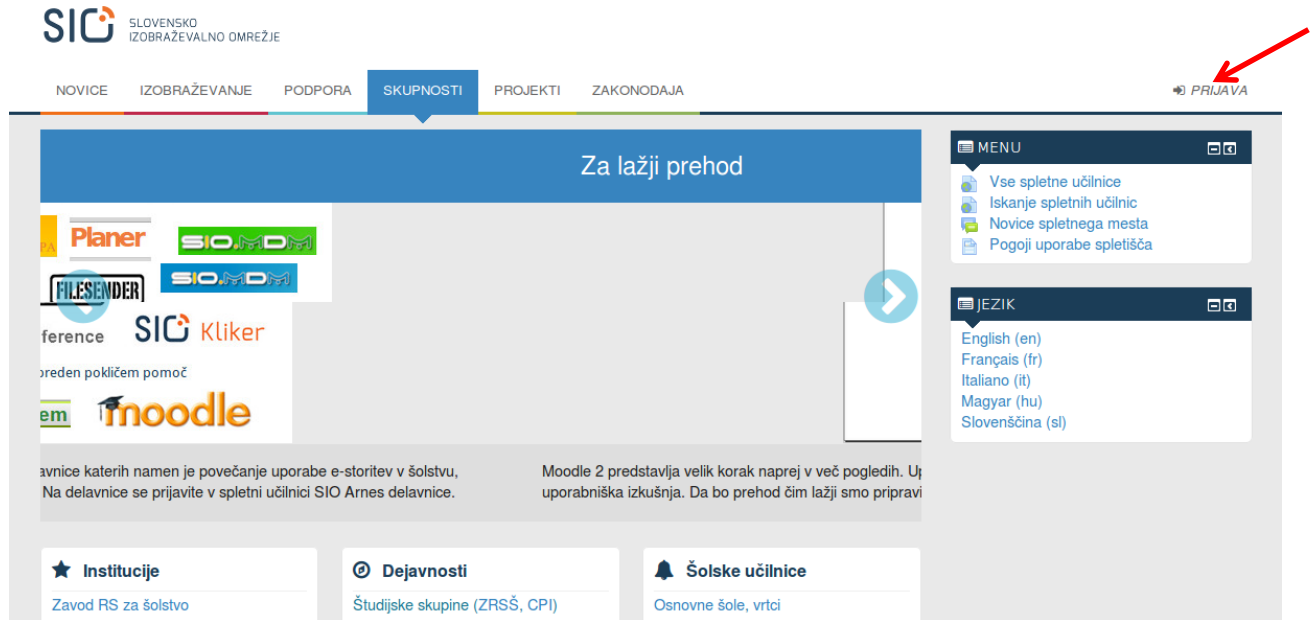 SIO SLOVENSKO
IZOBRAŽEVALNO OMREŽJE
NOVICE IZOBRAŽEVANJE PODPORA SKUPNOSTI PROJEKTI ZAKONODAJA PRIJAVA
Za lažji prehod
PA Planer SIO.MDM
FILESENDER SIO.MDM
ference SIO Kliker
preden pokličem pomoč
em moodle
avnice katerih namen je povečanje uporabe e-storitev v šolstvu,
Na delavnice se prijavite v spletni učilnici SIO Arnes delavnice.
Moodle 2 predstavlja velik korak naprej v več pogledih. Up
uporabniška izkušnja. Da bo prehod čim lažji smo pripravi
MENU
Vse spletne učilnice
Iskanje spletnih učilnic
Novice spletnega mesta
Pogoji uporabe spletišča
JEZIK
English (en)
Français (fr)
Italiano (it)
Magyar (hu)
Slovenščina (sl)
Institucije
Zavod RS za šolstvo
Dejavnosti
Študijske skupine (ZRSŠ, CPI)
Šolske učilnice
Osnovne šole, vrtci